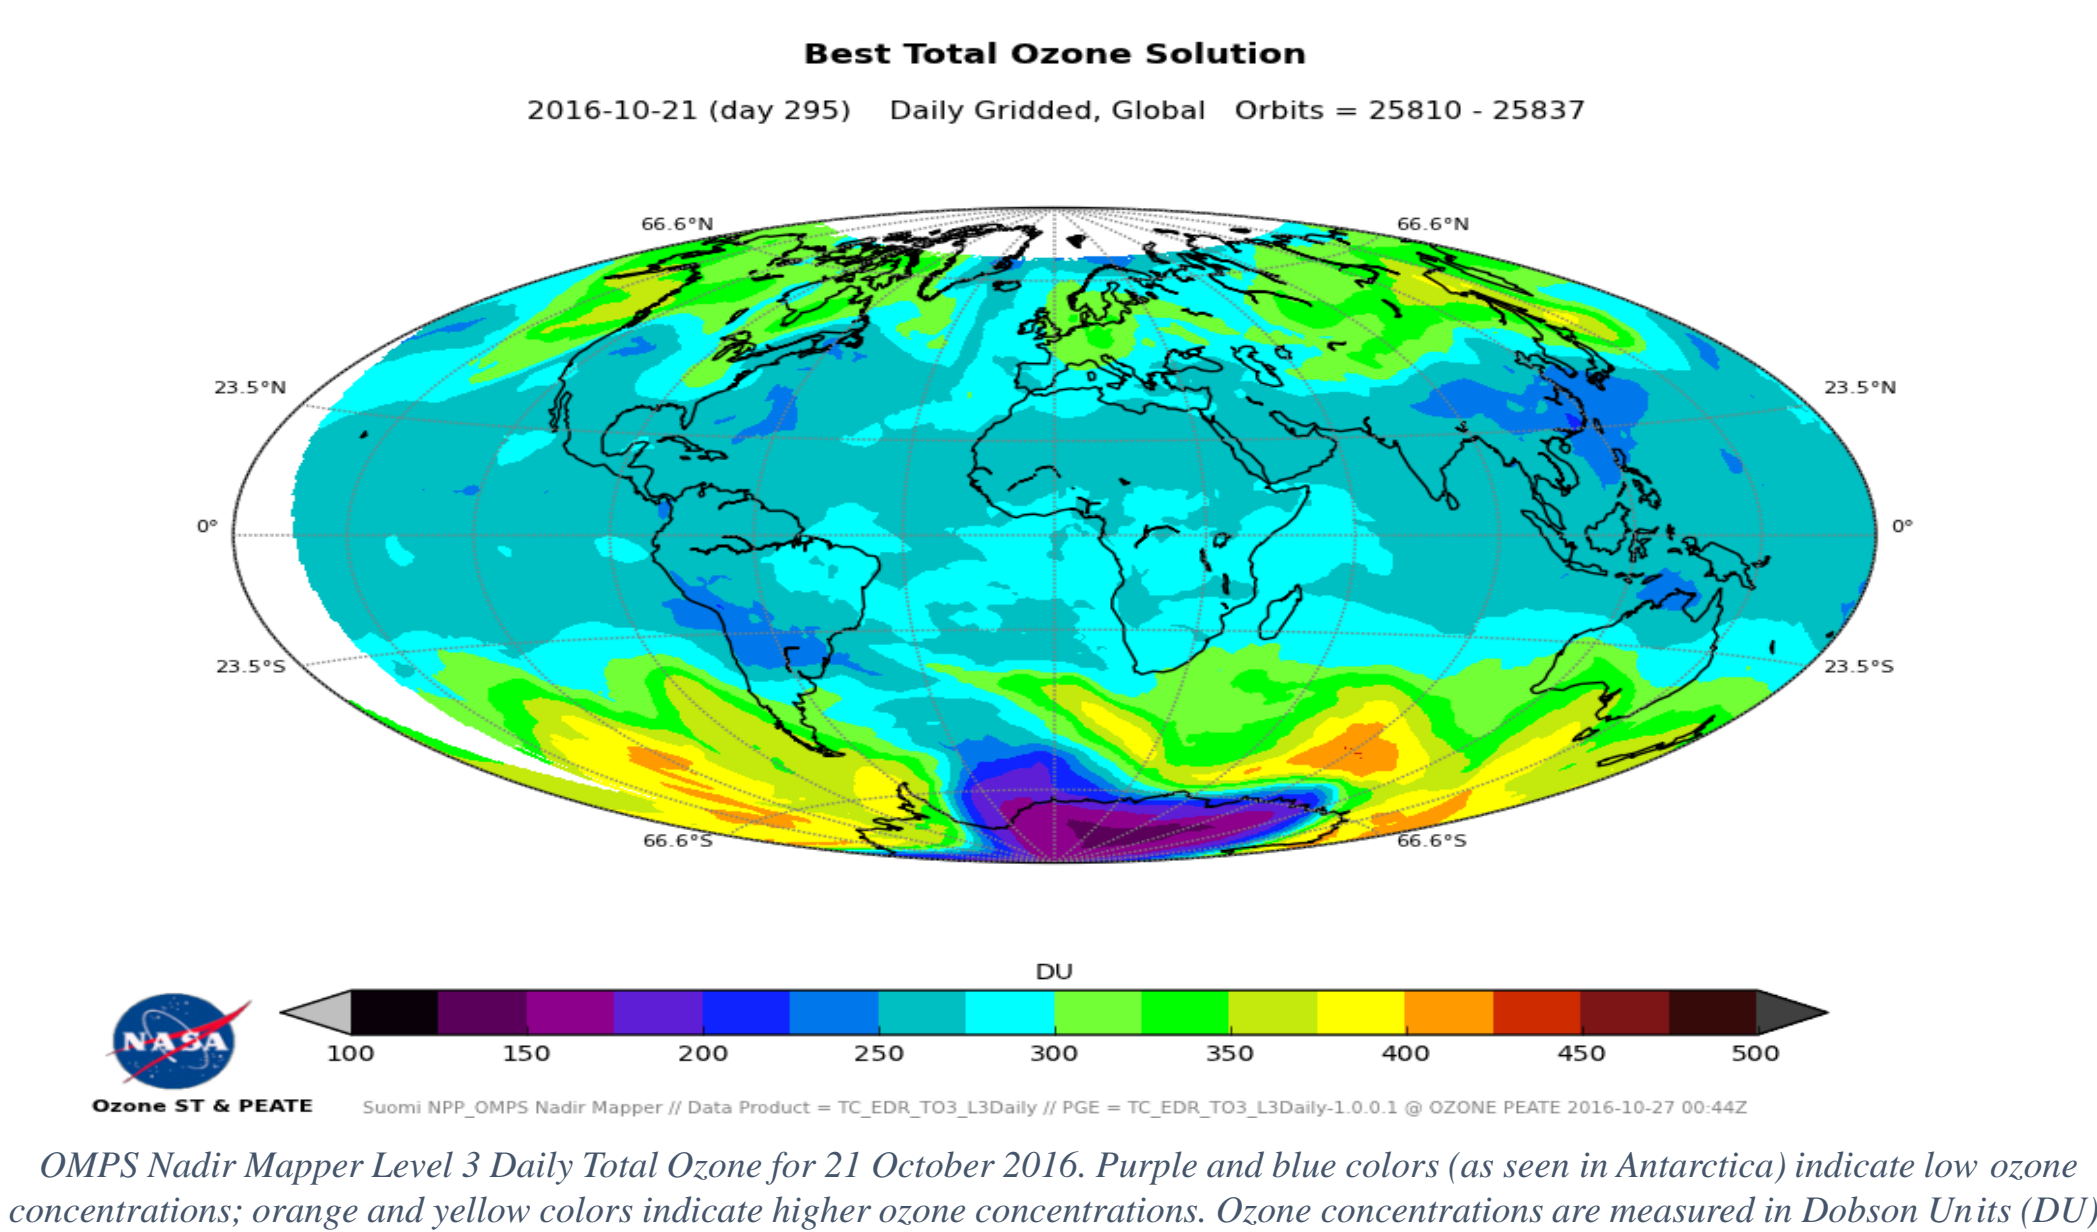 Best Total Ozone Solution
2016-10-21 (day 295) Daily Gridded, Global Orbits = 25810 - 25837
66.6°N 66.6°N
23.5°N 23.5°N
0° 0°
23.5°S 23.5°S
66.6°S 66.6°S
DU
100 150 200 250 300 350 400 450 500
NASA
Ozone ST & PEATE
Suomi NPP_OMPS Nadir Mapper // Data Product = TC_EDR_TO3_L3Daily // PGE = TC_EDR_TO3_L3Daily-1.0.0.1 @ OZONE PEATE 2016-10-27 00:44Z
OMPS Nadir Mapper Level 3 Daily Total Ozone for 21 October 2016. Purple and blue colors (as seen in Antarctica) indicate low ozone
concentrations; orange and yellow colors indicate higher ozone concentrations. Ozone concentrations are measured in Dobson Units (DU)